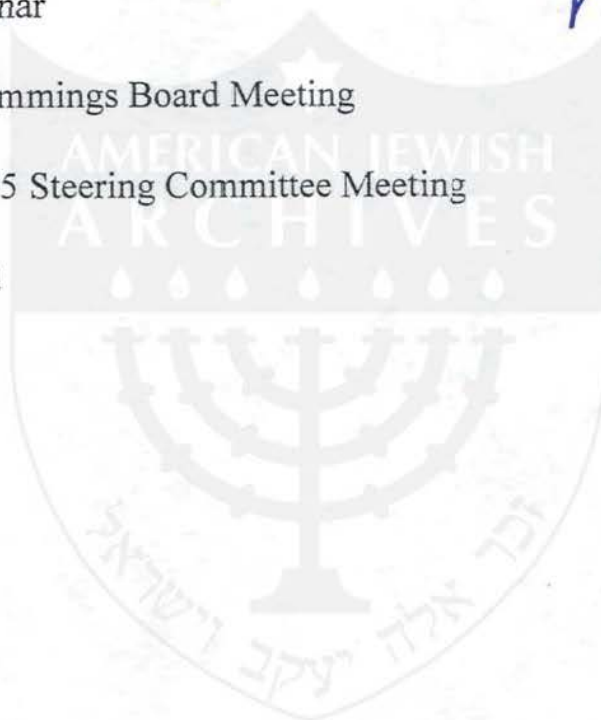 nar
mmings Board Meeting
5 Steering Committee Meeting
AMERICAN JEWISH
ARCHIVES
זכר אלה יעקב וישראל